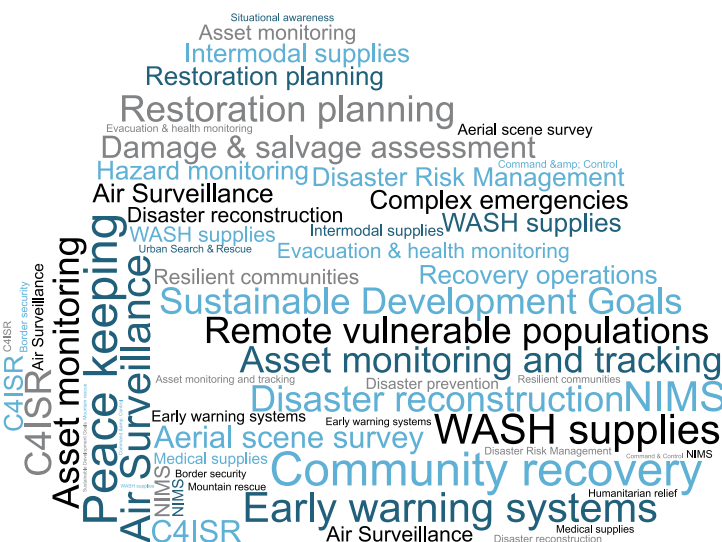 Situational awareness
Asset monitoring
Intermodal supplies
Restoration planning
Restoration planning
Evacuation & health monitoring
Aerial scene survey
Damage & salvage assessment
Command &amp; Control
Hazard monitoring
Disaster Risk Management
Air Surveillance
Complex emergencies
Disaster reconstruction
WASH supplies
Intermodal supplies
WASH supplies
Urban Search & Rescue
Evacuation & health monitoring
Resilient communities
Recovery operations
Sustainable Development Goals
Remote vulnerable populations
Asset monitoring and tracking
Asset monitoring and tracking
Disaster prevention
Resilient communities
Disaster reconstruction
NIMS
Early warning systems
Early warning systems
WASH supplies
Aerial scene survey
Disaster Risk Management
Command & Control
NIMS
Medical supplies
Community recovery
Border security
Mountain rescue
WASH supplies
Humanitarian relief
Early warning systems
C4ISR
Air Surveillance
Medical supplies
Disaster reconstruction
C4ISR
C4ISR
Border security
Air Surveillance
C4ISR
Asset monitoring
Peace keeping
Air Surveillance
NIMS
NIMS